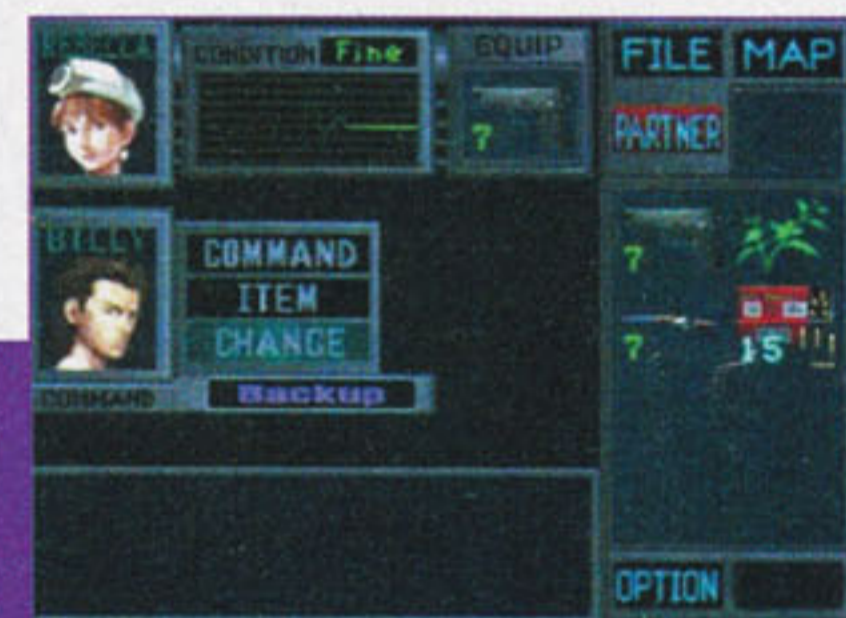 REBECCA CONDITION Fine EQUIP FILE MAP
7
PARTNER
BILLY COMMAND
ITEM
CHANGE
7
7 15
COMMAND Backup
OPTION